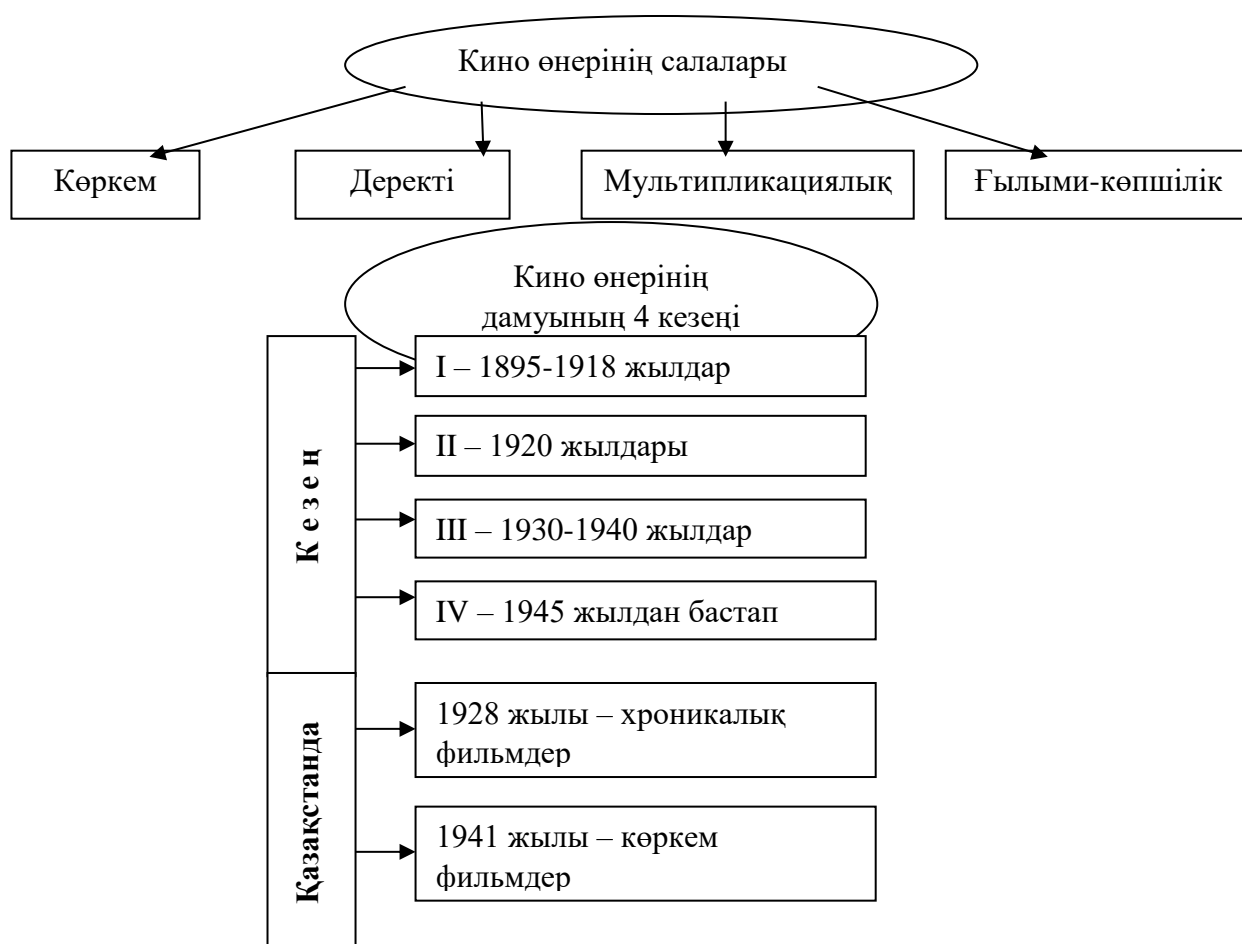 Кино өнерінің салалары
Көркем
Деректі
Мультипликациялық
Ғылыми-көпшілік
Кино өнерінің
дамуының 4 кезеңі
К е з е ң
I – 1895-1918 жылдар
II – 1920 жылдары
III – 1930-1940 жылдар
IV – 1945 жылдан бастап
Қазақстанда
1928 жылы – хроникалық
фильмдер
1941 жылы – көркем
фильмдер